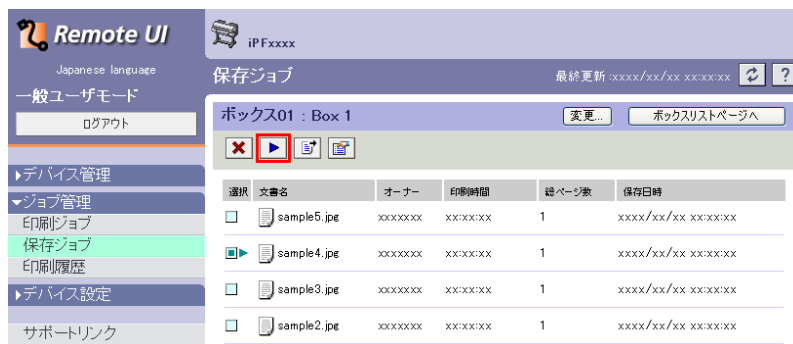 Remote UI
Japanese language
一般ユーザモード
ログアウト
▶デバイス管理
▼ジョブ管理
印刷ジョブ
保存ジョブ
印刷履歴
▶デバイス設定
サポートリンク
iPFxxxx
保存ジョブ
最終更新 :xxxx/xx/xx xx:xx:xx ?
ボックス01 : Box 1
変更... ボックスリストページへ
選択 文書名 オーナー 印刷時間 総ページ数 保存日時
sample5.jpg xxxxxxx xx:xx:xx 1 xxxx/xx/xx xx:xx:xx
sample4.jpg xxxxxxx xx:xx:xx 1 xxxx/xx/xx xx:xx:xx
sample3.jpg xxxxxxx xx:xx:xx 1 xxxx/xx/xx xx:xx:xx
sample2.jpg xxxxxxx xx:xx:xx 1 xxxx/xx/xx xx:xx:xx